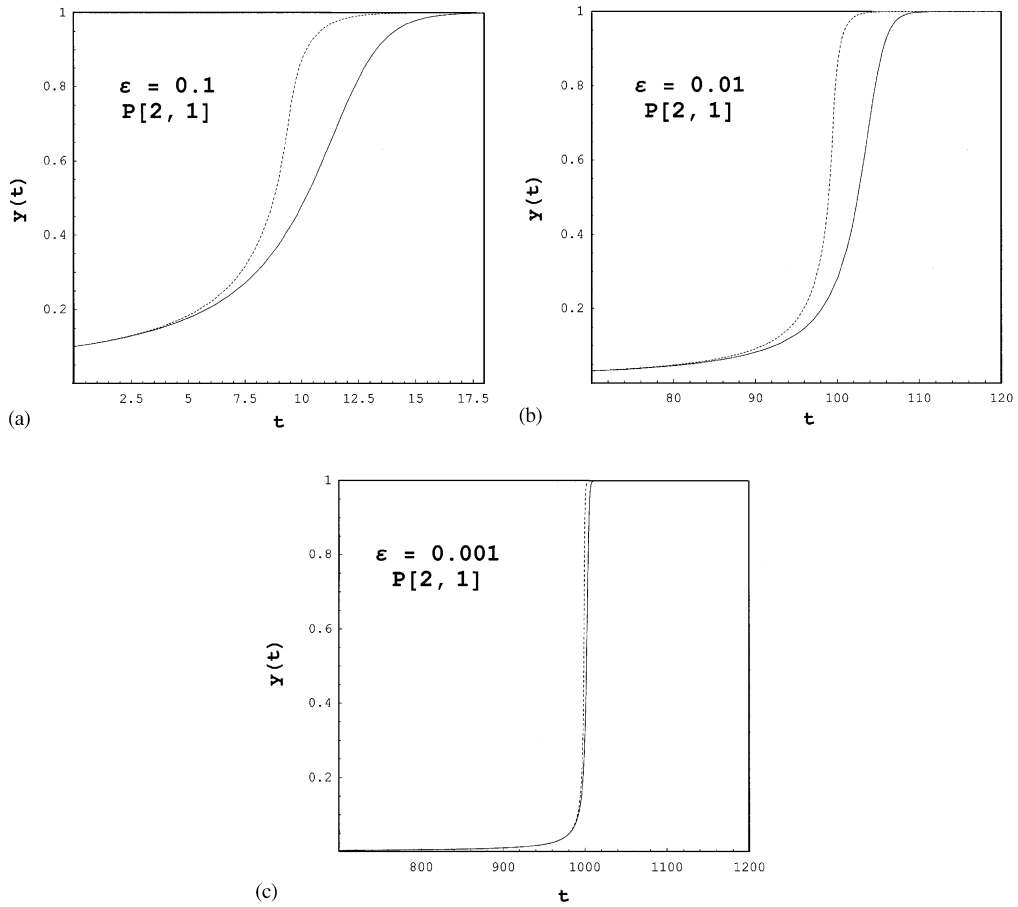 1
0.8
0.6
0.4
0.2
ε = 0.1
P[2, 1]
y(t)
2.5 5 7.5 10 12.5 15 17.5
t
(a)
1
0.8
0.6
0.4
0.2
ε = 0.01
P[2, 1]
y(t)
80 90 100 110 120
t
(b)
1
0.8
0.6
0.4
0.2
ε = 0.001
P[2, 1]
y(t)
800 900 1000 1100 1200
t
(c)